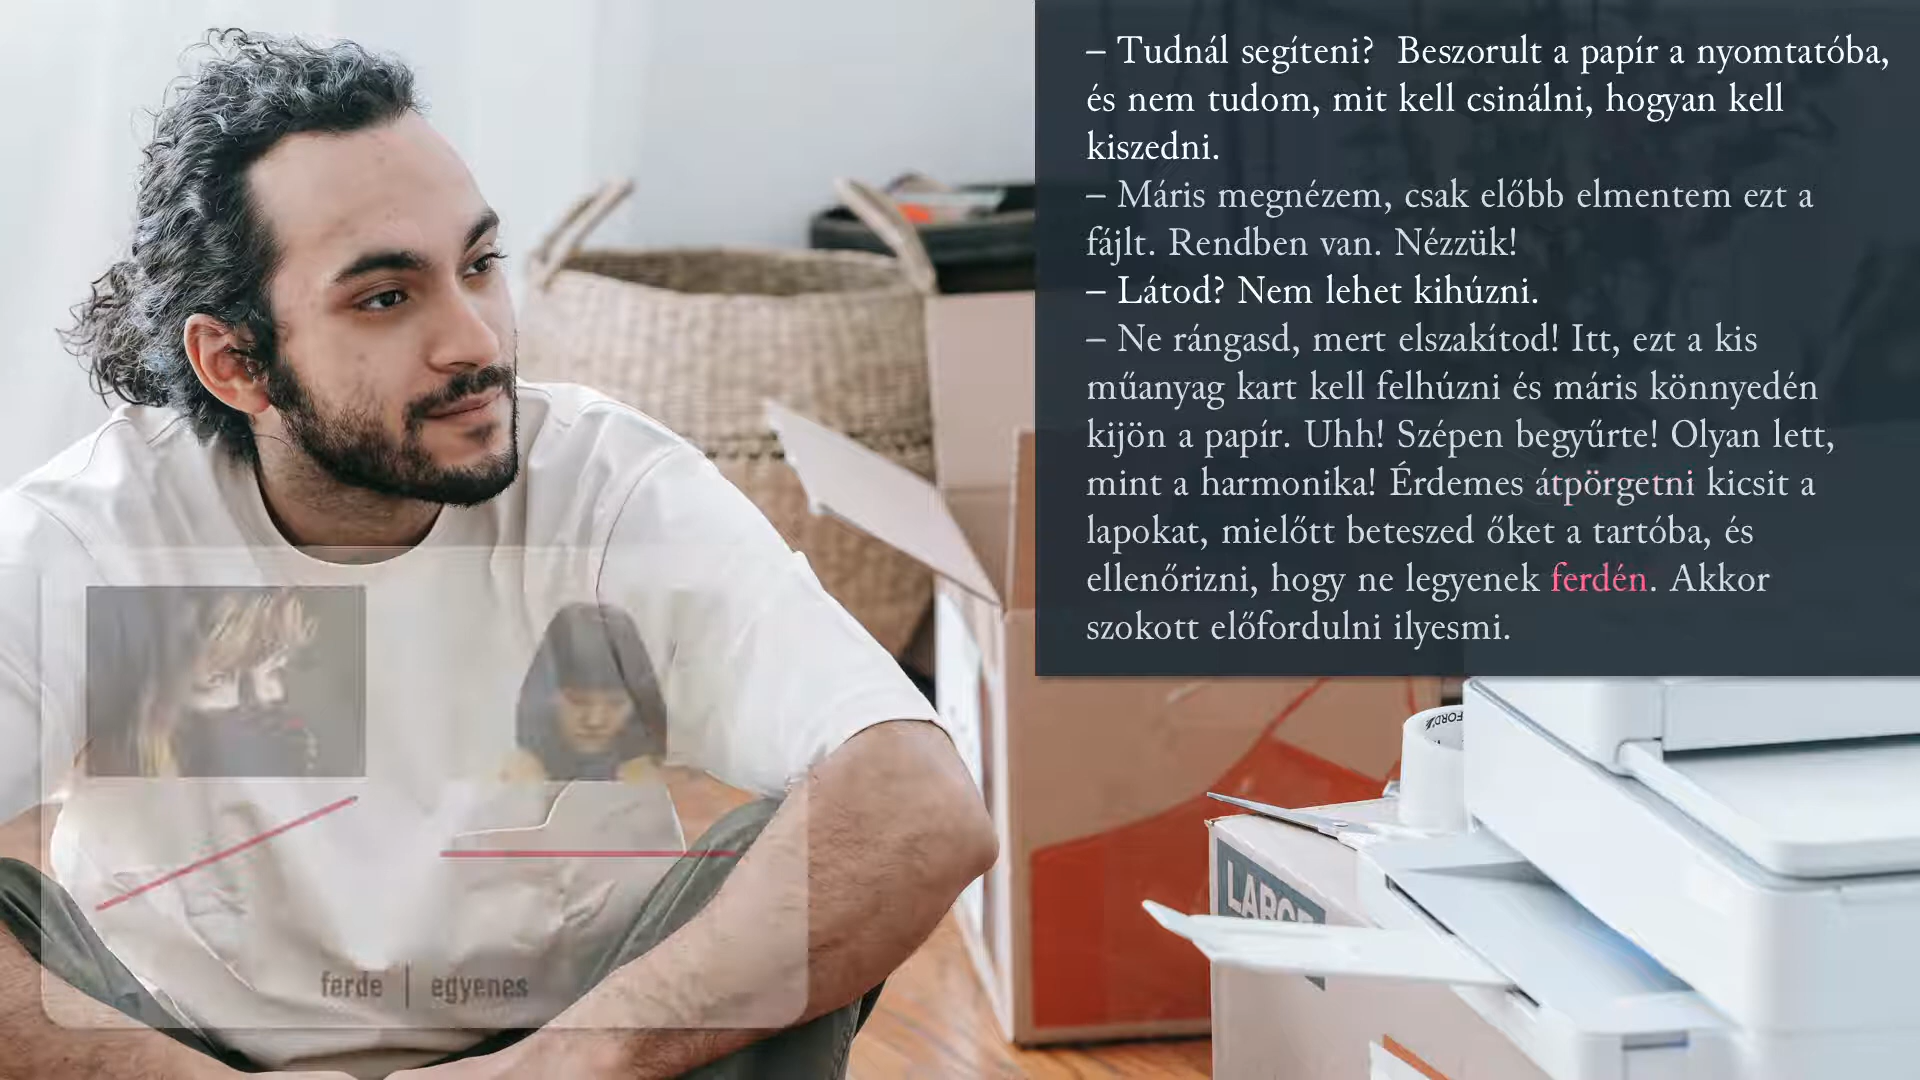 – Tudnál segíteni?  Beszorult a papír a nyomtatóba,
és nem tudom, mit kell csinálni, hogyan kell
kiszedni.
– Máris megnézem, csak előbb elmentem ezt a
fájlt. Rendben van. Nézzük!
– Látod? Nem lehet kihúzni.
– Ne rángasd, mert elszakítod! Itt, ezt a kis
műanyag kart kell felhúzni és máris könnyedén
kijön a papír. Uhh! Szépen begyűrte! Olyan lett,
mint a harmonika! Érdemes átpörgetni kicsit a
lapokat, mielőtt beteszed őket a tartóba, és
ellenőrizni, hogy ne legyenek ferdén. Akkor
szokott előfordulni ilyesmi.
ferde | egyenes